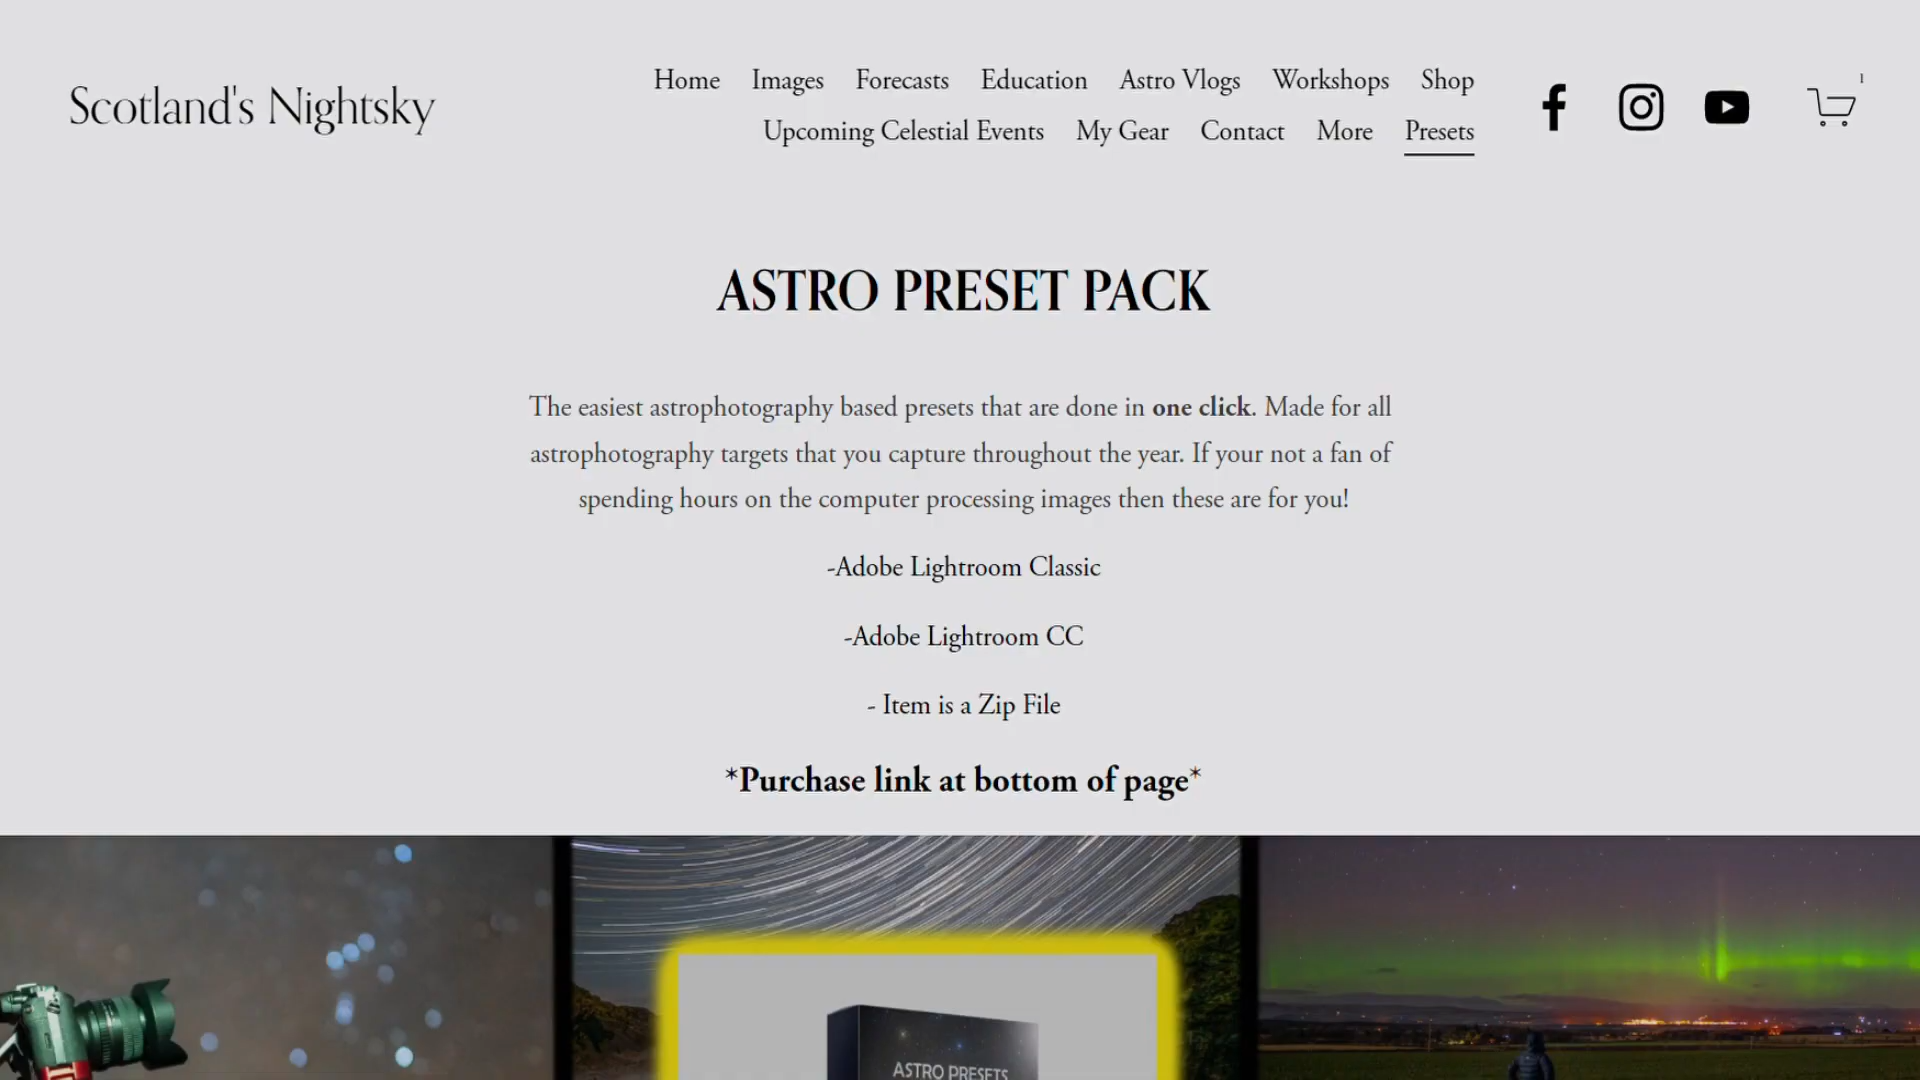 Scotland's Nightsky
Home Images Forecasts Education Astro Vlogs Workshops Shop
Upcoming Celestial Events My Gear Contact More Presets
1
ASTRO PRESET PACK
The easiest astrophotography based presets that are done in one click. Made for all
astrophotography targets that you capture throughout the year. If your not a fan of
spending hours on the computer processing images then these are for you!
-Adobe Lightroom Classic
-Adobe Lightroom CC
- Item is a Zip File
*Purchase link at bottom of page*
ASTRO PRESETS